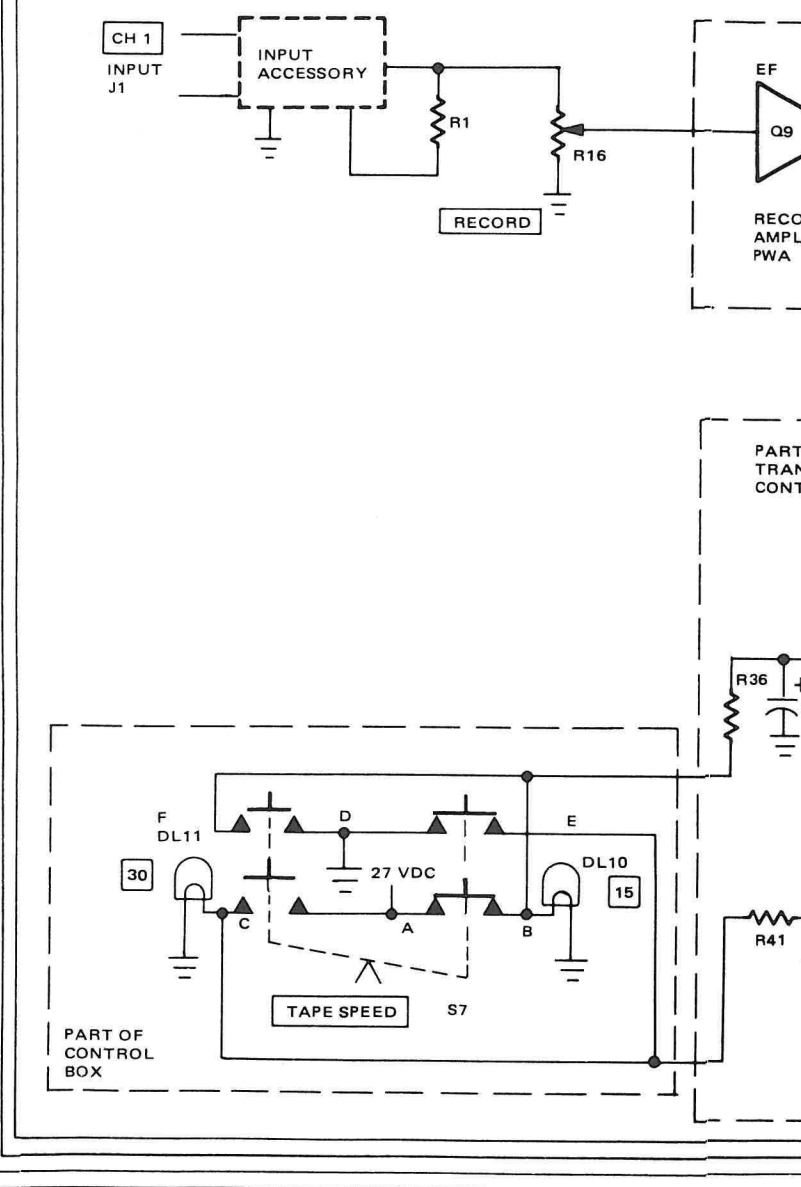 CH 1
INPUT
J1
INPUT
ACCESSORY
R1
R16
RECORD
EF
Q9
RECO
AMPL
PWA
PART
TRAN
CONT
R36
+
F
DL11
D
E
30
27 VDC
DL10
15
C
A
B
R41
TAPE SPEED
S7
PART OF
CONTROL
BOX